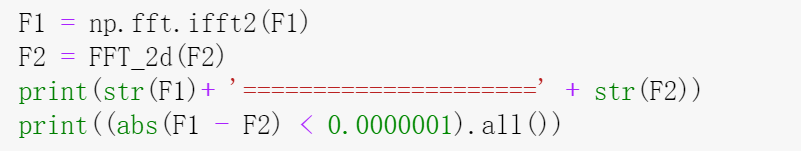 F1 = np.fft.ifft2(F1)
F2 = FFT_2d(F2)
print(str(F1)+ '=====================' + str(F2))
print((abs(F1 - F2) < 0.0000001).all())